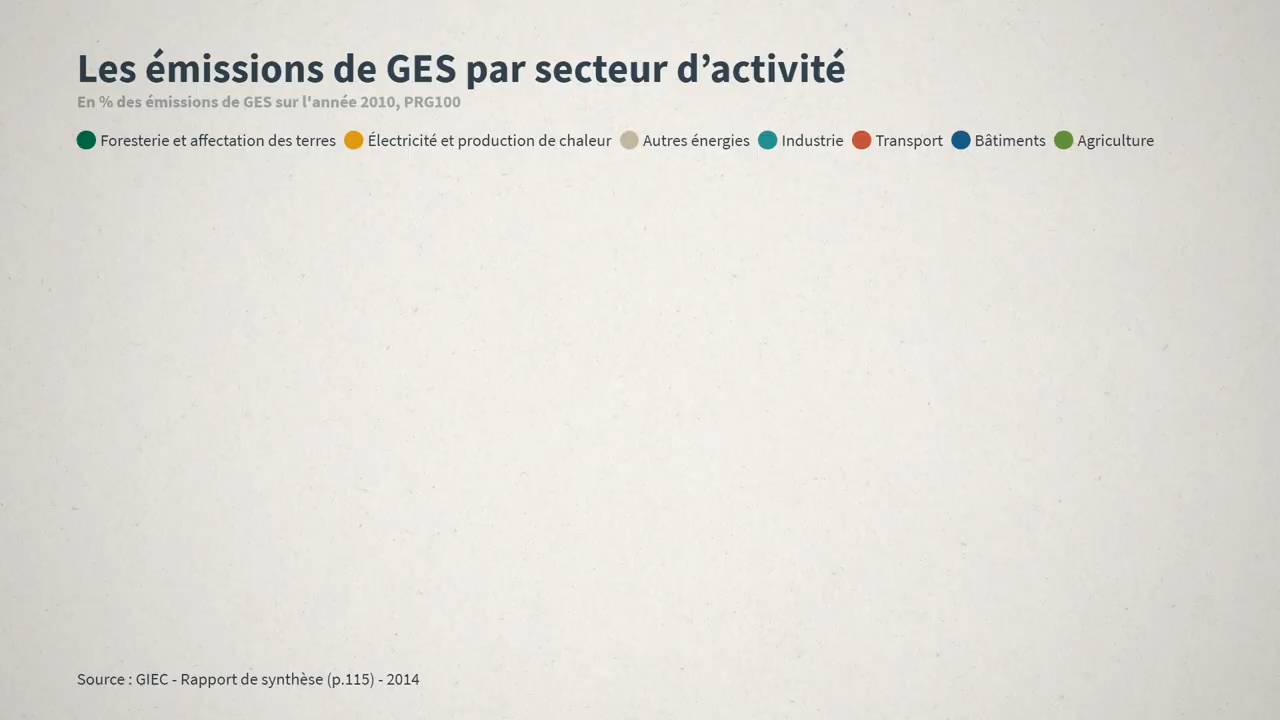 Les émissions de GES par secteur d’activité
En % des émissions de GES sur l'année 2010, PRG100
Foresterie et affectation des terres Électricité et production de chaleur Autres énergies Industrie Transport Bâtiments Agriculture
Source : GIEC - Rapport de synthèse (p.115) - 2014